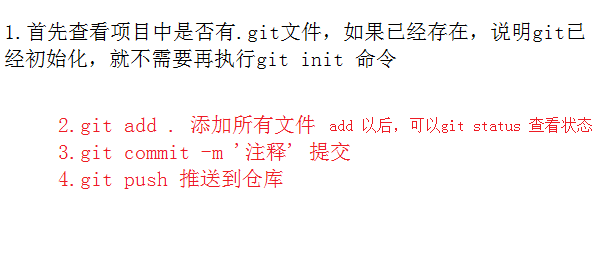 1.首先查看项目中是否有.git文件，如果已经存在，说明git已
经初始化，就不需要再执行git init 命令
2.git add . 添加所有文件 add 以后，可以git status 查看状态
3.git commit -m '注释' 提交
4.git push 推送到仓库